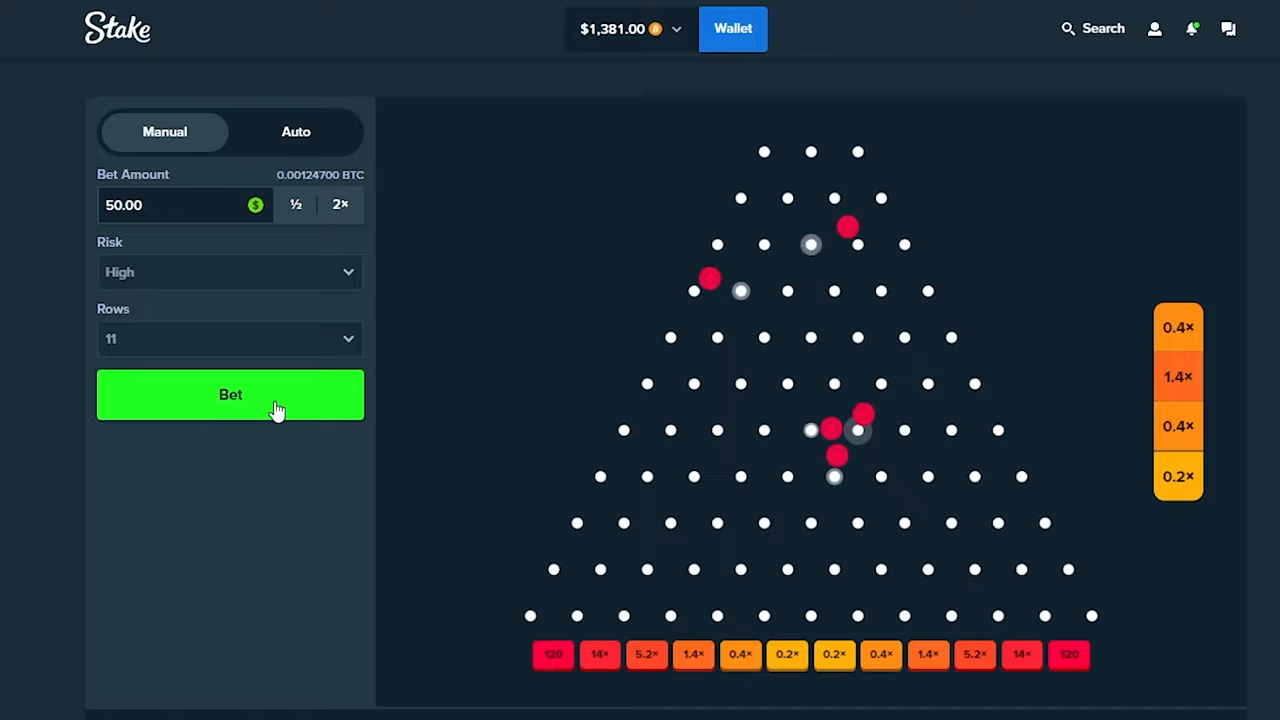 Stake
$1,381.00
Wallet
Search
Manual
Auto
Bet Amount
0.00124700 BTC
50.00
$
½
2×
Risk
High
Rows
11
Bet
0.4×
1.4×
0.4×
0.2×
120 14× 5.2× 1.4× 0.4× 0.2× 0.2× 0.4× 1.4× 5.2× 14× 120